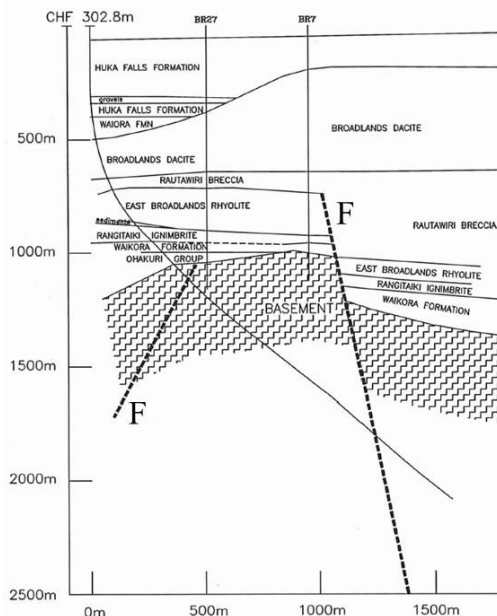 CHF 302.8m
BR27
BR7
HUKA FALLS FORMATION
gravels
HUKA FALLS FORMATION
WAIORA FMN
500m
BROADLANDS DACITE
BROADLANDS DACITE
RAUTAWIRI BRECCIA
F
EAST BROADLANDS RHYOLITE
sediments
RAUTAWIRI BRECCIA
RANGITAIKI IGNIMBRITE
1000m
WAIKORA FORMATION
OHAKURI GROUP
EAST BROADLANDS RHYOLITE
RANGITAIKI IGNIMBRITE
WAIKORA FORMATION
BASEMENT
1500m
F
2000m
2500m
0m
500m
1000m
1500m